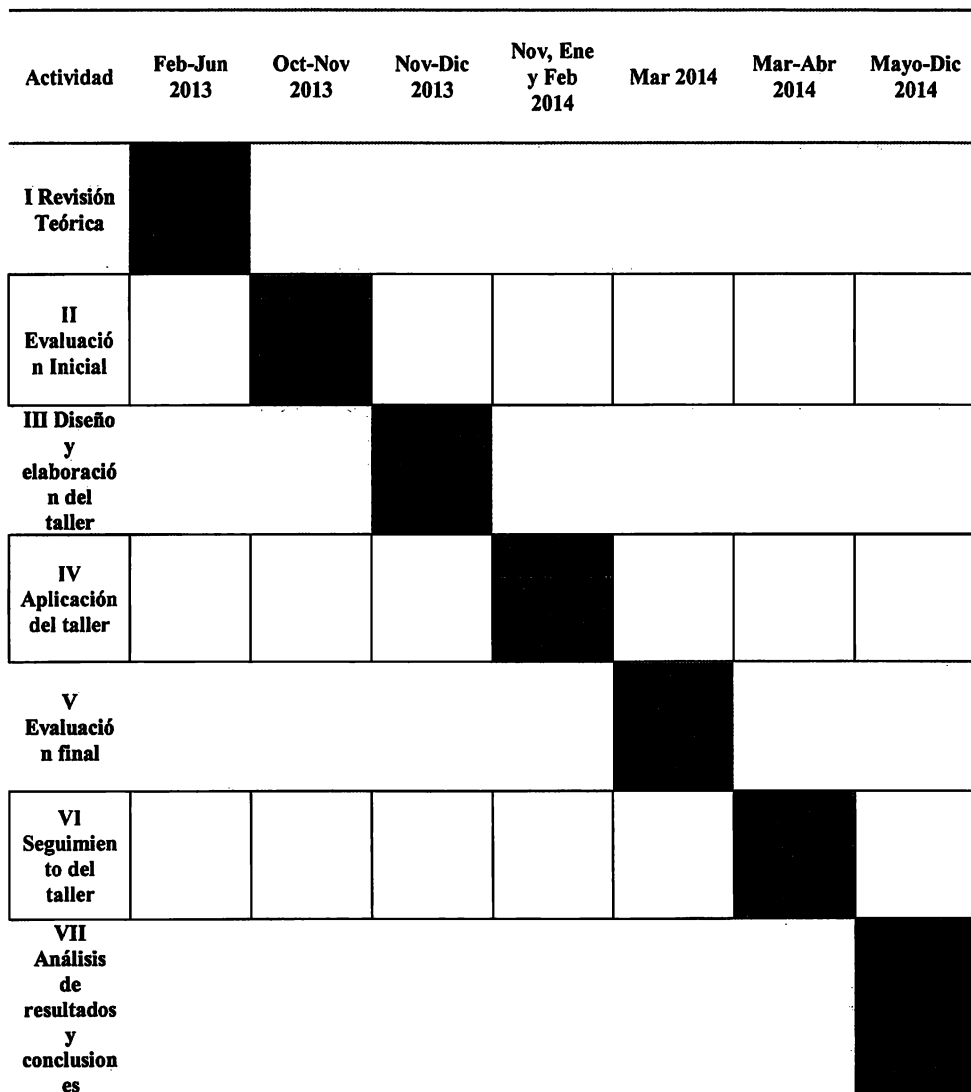 Actividad
Feb-Jun
2013
Oct-Nov
2013
Nov-Dic
2013
Nov, Ene
y Feb
2014
Mar 2014
Mar-Abr
2014
Mayo-Dic
2014
I Revisión
Teórica
II
Evaluació
n Inicial
III Diseño
y
elaboració
n del
taller
IV
Aplicación
del taller
V
Evaluació
n final
VI
Seguimien
to del
taller
VII
Análisis
de
resultados
y
conclusion
es